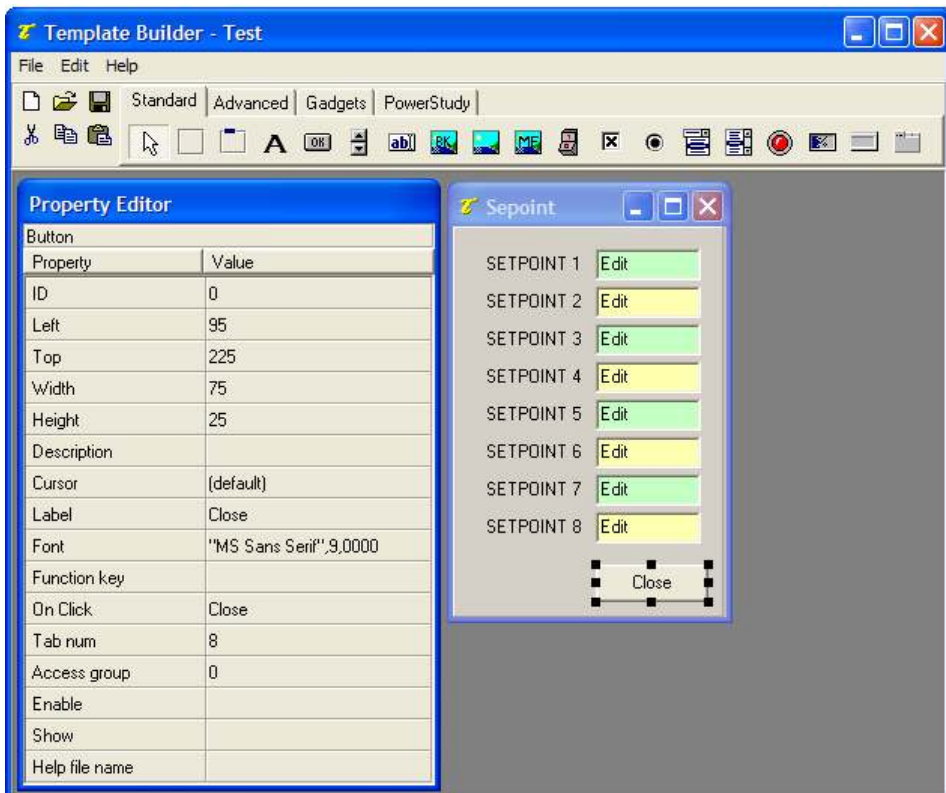 Template Builder - Test
File Edit Help
Standard Advanced Gadgets PowerStudy
A OK ab BK ME
Property Editor
Button
Property Value
ID 0
Left 95
Top 225
Width 75
Height 25
Description
Cursor (default)
Label Close
Font "MS Sans Serif",9,0000
Function key
On Click Close
Tab num 8
Access group 0
Enable
Show
Help file name
Sepoint
SETPOINT 1 Edit
SETPOINT 2 Edit
SETPOINT 3 Edit
SETPOINT 4 Edit
SETPOINT 5 Edit
SETPOINT 6 Edit
SETPOINT 7 Edit
SETPOINT 8 Edit
Close